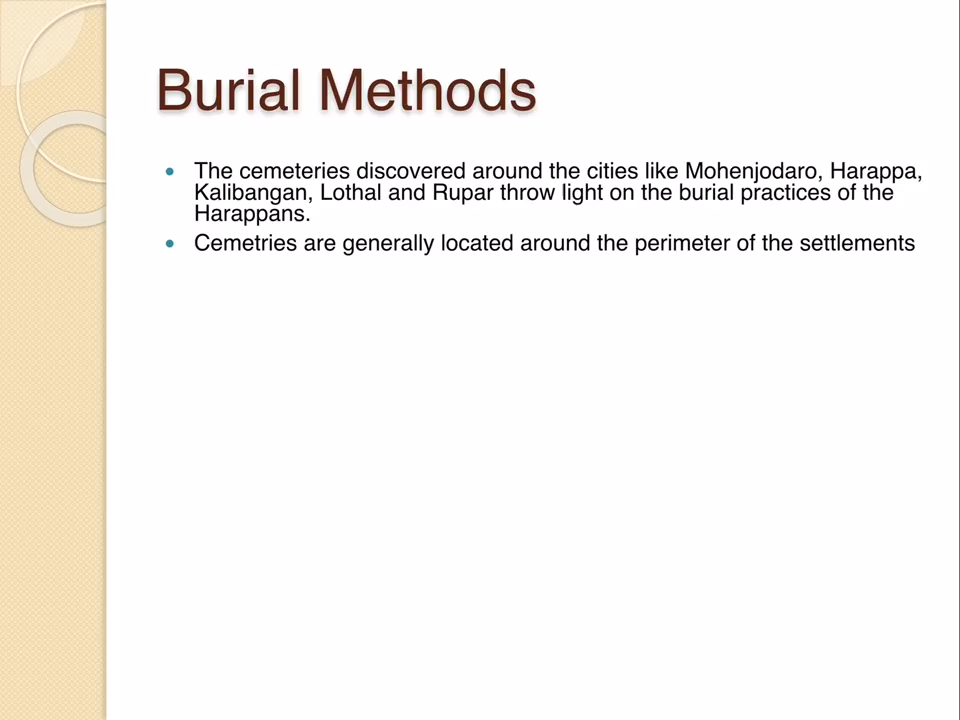 Burial Methods
The cemeteries discovered around the cities like Mohenjodaro, Harappa,
Kalibangan, Lothal and Rupar throw light on the burial practices of the
Harappans.
Cemetries are generally located around the perimeter of the settlements